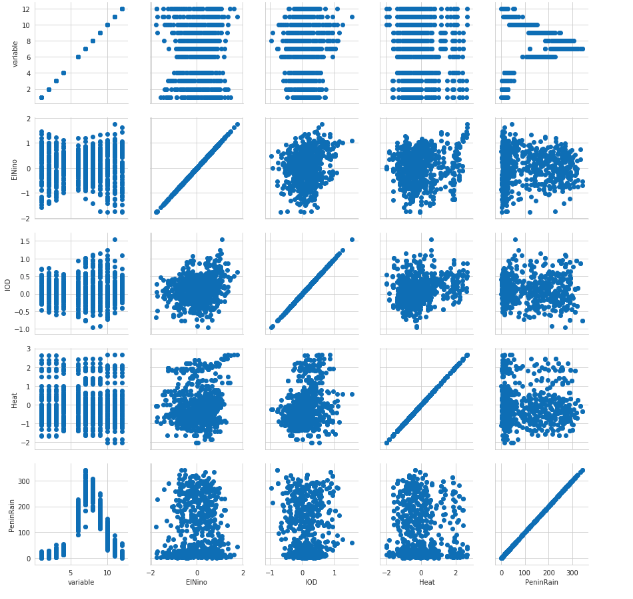 12
10
8
6
4
2
variable
2
1
0
−1
−2
ElNino
1.5
1.0
0.5
0.0
−0.5
−1.0
IOD
3
2
1
0
−1
−2
Heat
300
200
100
0
PeninRain
5 10
variable
−2 0 2
ElNino
−1 0 1
IOD
−2 0 2
Heat
0 100 200 300
PeninRain